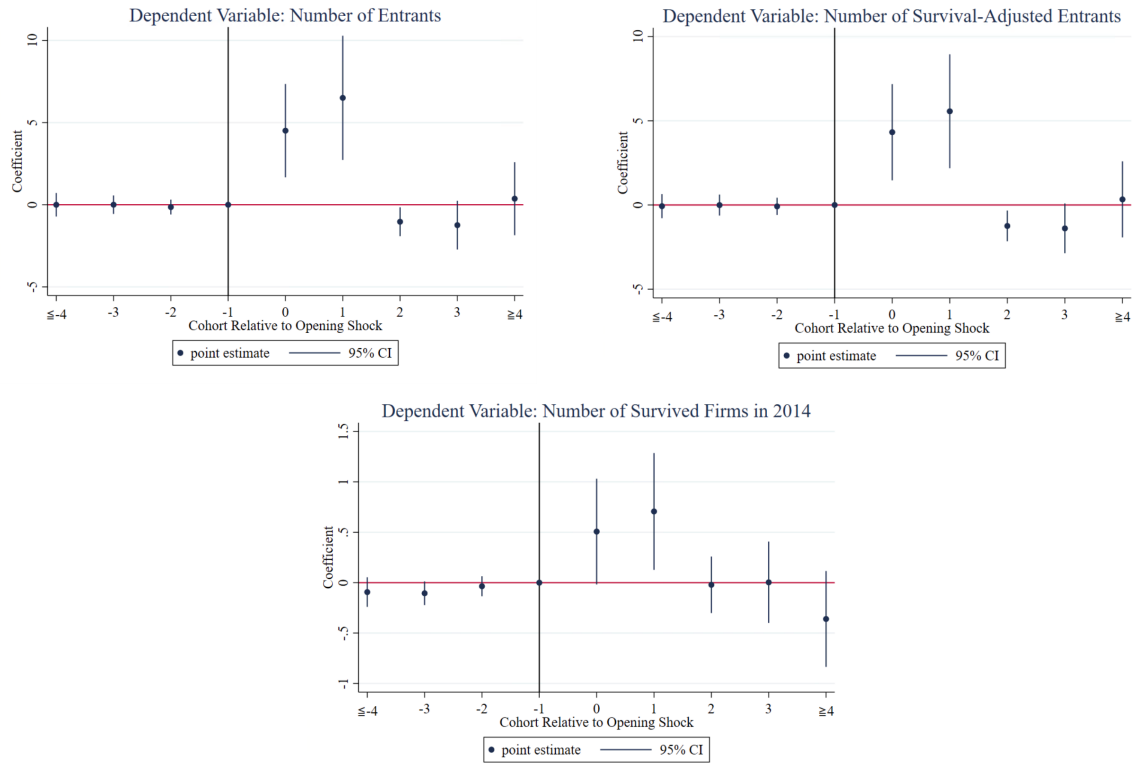 Dependent Variable: Number of Entrants
10
5
0
-5
Coefficient
≦-4 -3 -2 -1 0 1 2 3 ≧4
Cohort Relative to Opening Shock
point estimate 95% CI
Dependent Variable: Number of Survival-Adjusted Entrants
10
5
0
-5
Coefficient
≦-4 -3 -2 -1 0 1 2 3 ≧4
Cohort Relative to Opening Shock
point estimate 95% CI
Dependent Variable: Number of Survived Firms in 2014
1.5
1
.5
0
-.5
-1
Coefficient
≦-4 -3 -2 -1 0 1 2 3 ≧4
Cohort Relative to Opening Shock
point estimate 95% CI